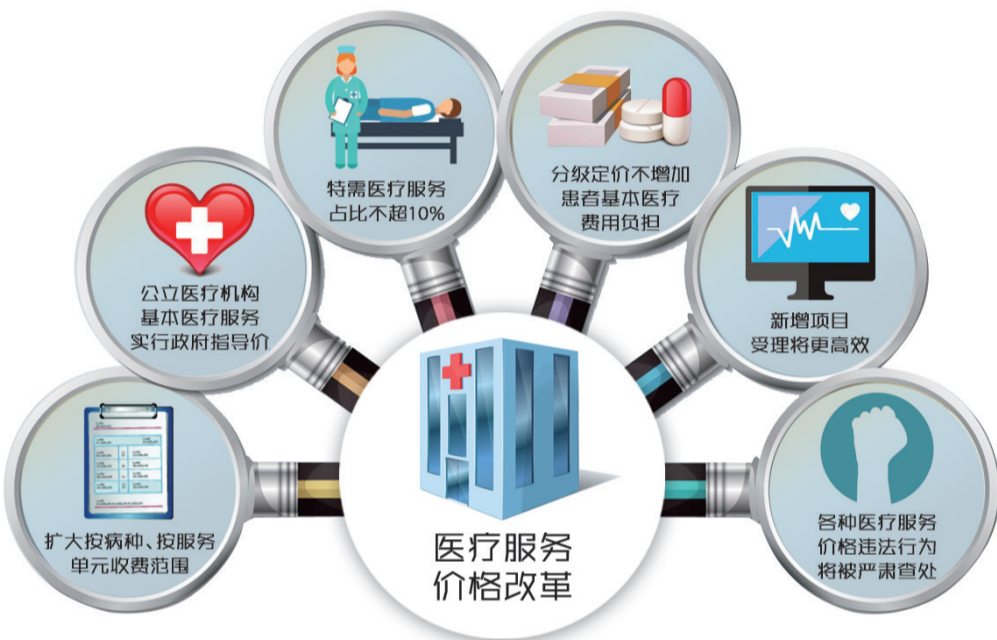 特需医疗服务
占比不超10%
分级定价不增加
患者基本医疗
费用负担
公立医疗机构
基本医疗服务
实行政府指导价
新增项目
受理将更高效
扩大按病种、按服务
单元收费范围
各种医疗服务
价格违法行为
将被严肃查处
医疗服务
价格改革